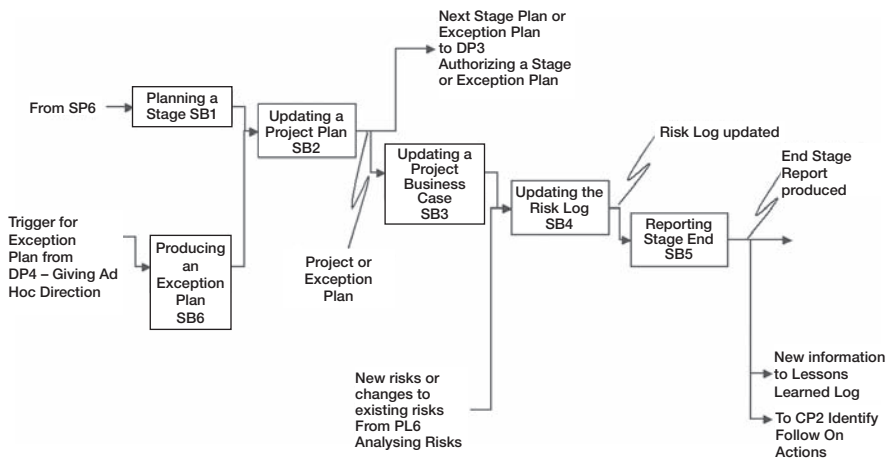 Next Stage Plan or
Exception Plan
to DP3
Authorizing a Stage
or Exception Plan
From SP6
Planning a
Stage SB1
Updating a
Project Plan
SB2
Updating a
Project
Business
Case
SB3
Risk Log updated
Updating the
Risk Log
SB4
End Stage
Report
produced
Reporting
Stage End
SB5
Trigger for
Exception
Plan from
DP4 – Giving Ad
Hoc Direction
Producing
an
Exception
Plan
SB6
Project or
Exception
Plan
New risks or
changes to
existing risks
From PL6
Analysing Risks
New information
to Lessons
Learned Log
To CP2 Identify
Follow On
Actions